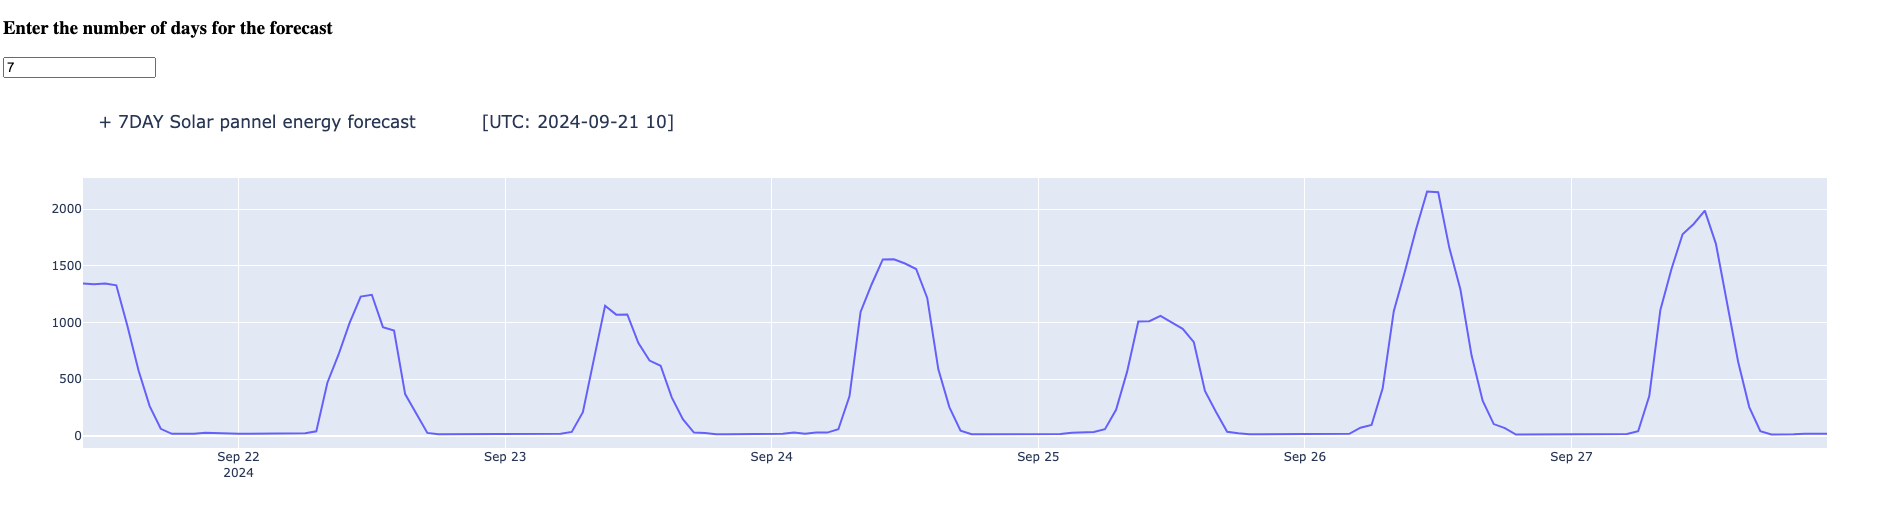 Enter the number of days for the forecast
7
+ 7DAY Solar pannel energy forecast [UTC: 2024-09-21 10]
2000
1500
1000
500
0
Sep 22 Sep 23 Sep 24 Sep 25 Sep 26 Sep 27
2024